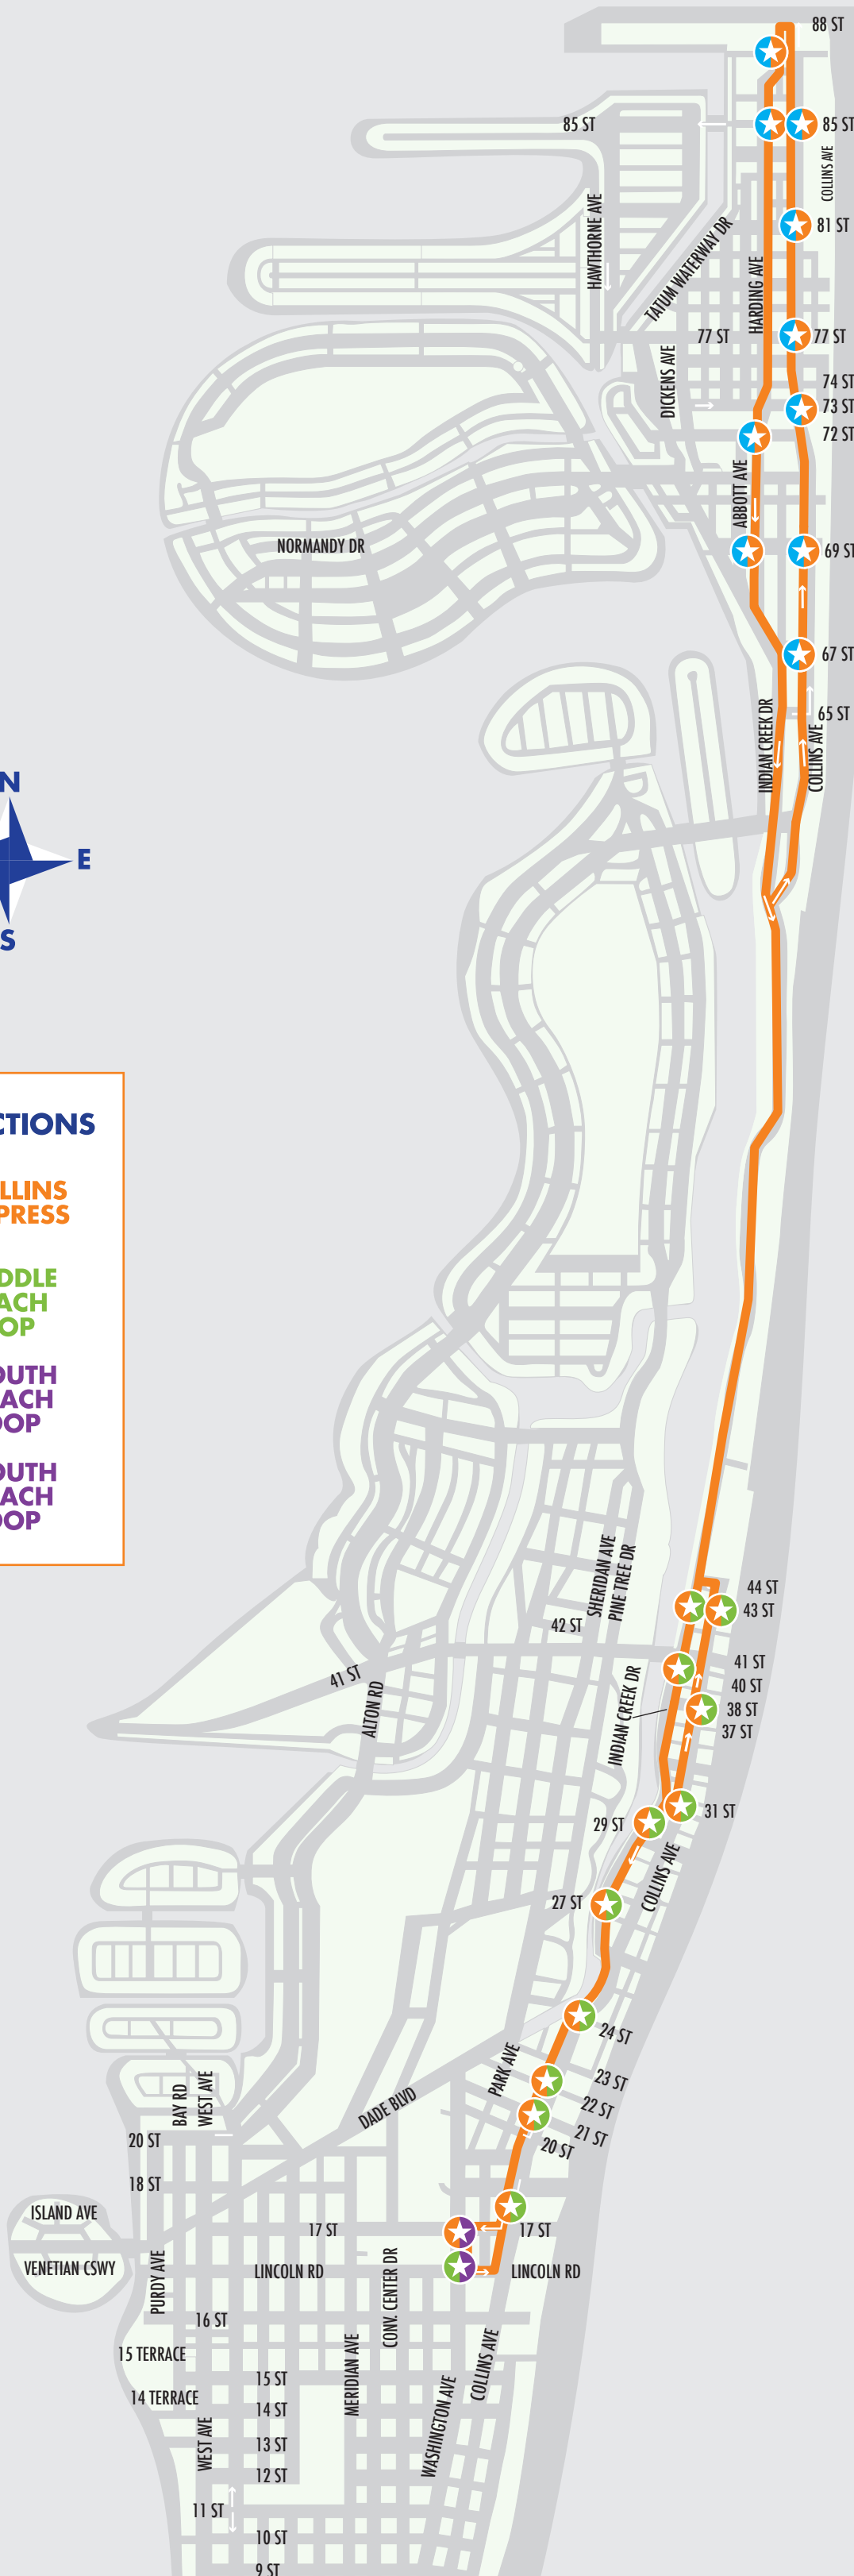 88 ST
85 ST
85 ST
COLLINS AVE
HAWTHORNE AVE
81 ST
TATUM WATERWAY DR
HARDING AVE
77 ST
77 ST
DICKENS AVE
74 ST
73 ST
72 ST
ABBOTT AVE
NORMANDY DR
69 ST
67 ST
INDIAN CREEK DR
65 ST
COLLINS AVE
N
E
S
CTIONS
LLINS
PRESS
DDLE
ACH
OP
OUTH
ACH
OOP
OUTH
ACH
OOP
SHERIDAN AVE
PINE TREE DR
44 ST
43 ST
42 ST
41 ST
41 ST
40 ST
38 ST
37 ST
ALTON RD
INDIAN CREEK DR
31 ST
29 ST
COLLINS AVE
27 ST
24 ST
PARK AVE
23 ST
22 ST
21 ST
20 ST
BAY RD
WEST AVE
DADE BLVD
20 ST
18 ST
ISLAND AVE
17 ST
17 ST
VENETIAN CSWY
PURDY AVE
LINCOLN RD
CONV. CENTER DR
LINCOLN RD
16 ST
15 TERRACE
MERIDIAN AVE
COLLINS AVE
15 ST
WASHINGTON AVE
14 TERRACE
14 ST
WEST AVE
13 ST
12 ST
11 ST
10 ST
9 ST